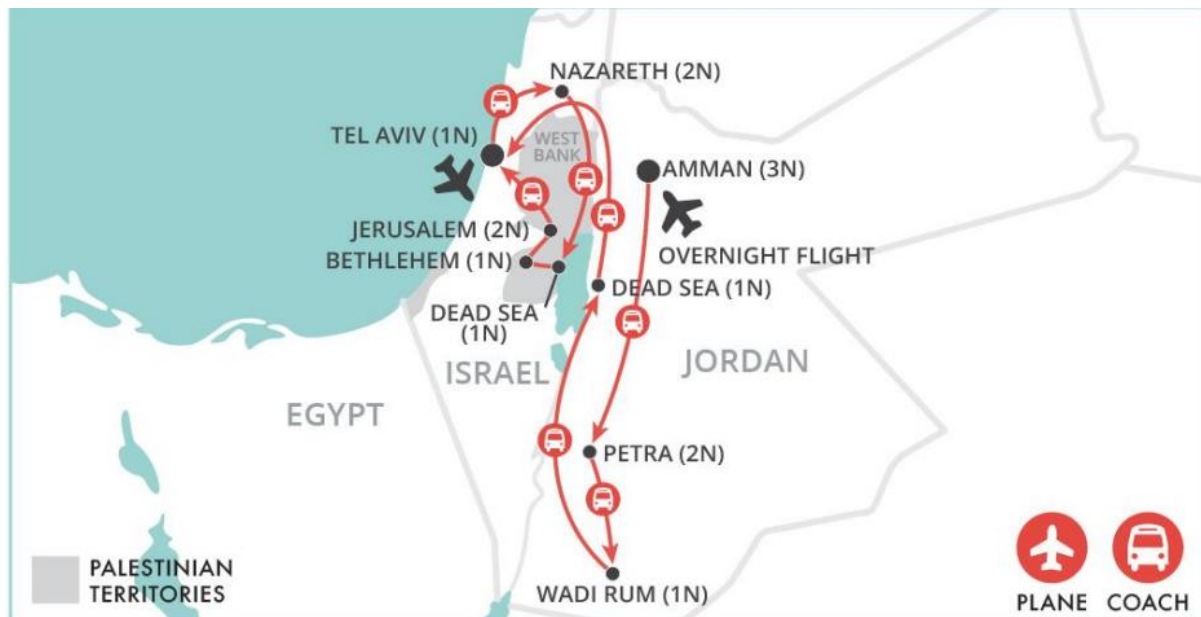 NAZARETH (2N)
TEL AVIV (1N)
WEST
BANK
AMMAN (3N)
JERUSALEM (2N)
OVERNIGHT FLIGHT
BETHLEHEM (1N)
DEAD SEA (1N)
DEAD SEA
(1N)
ISRAEL
JORDAN
EGYPT
PETRA (2N)
PALESTINIAN
TERRITORIES
WADI RUM (1N)
PLANE
COACH